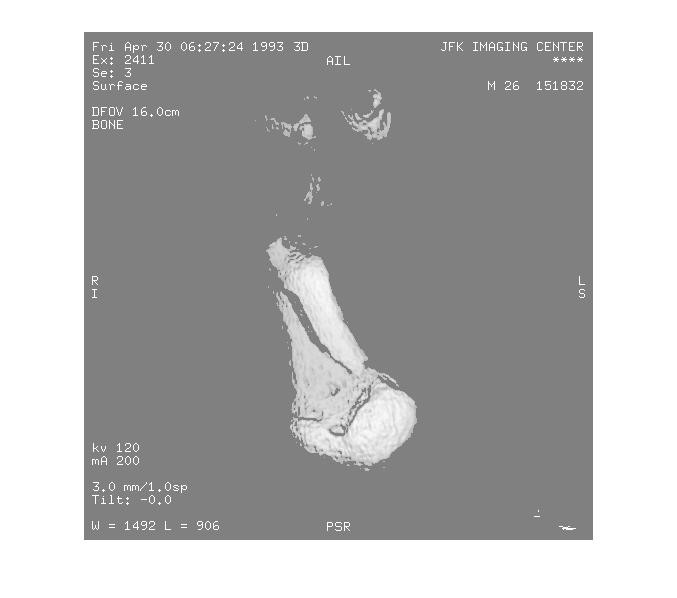 Fri Apr 30 06:27:24 1993 3D
JFK IMAGING CENTER
Ex: 2411
AIL
****
Se: 3
Surface
M 26 151832
DFOV 16.0cm
BONE
R
L
I
S
kv 120
mA 200
3.0 mm/1.0sp
Tilt: -0.0
W = 1492 L = 906
PSR